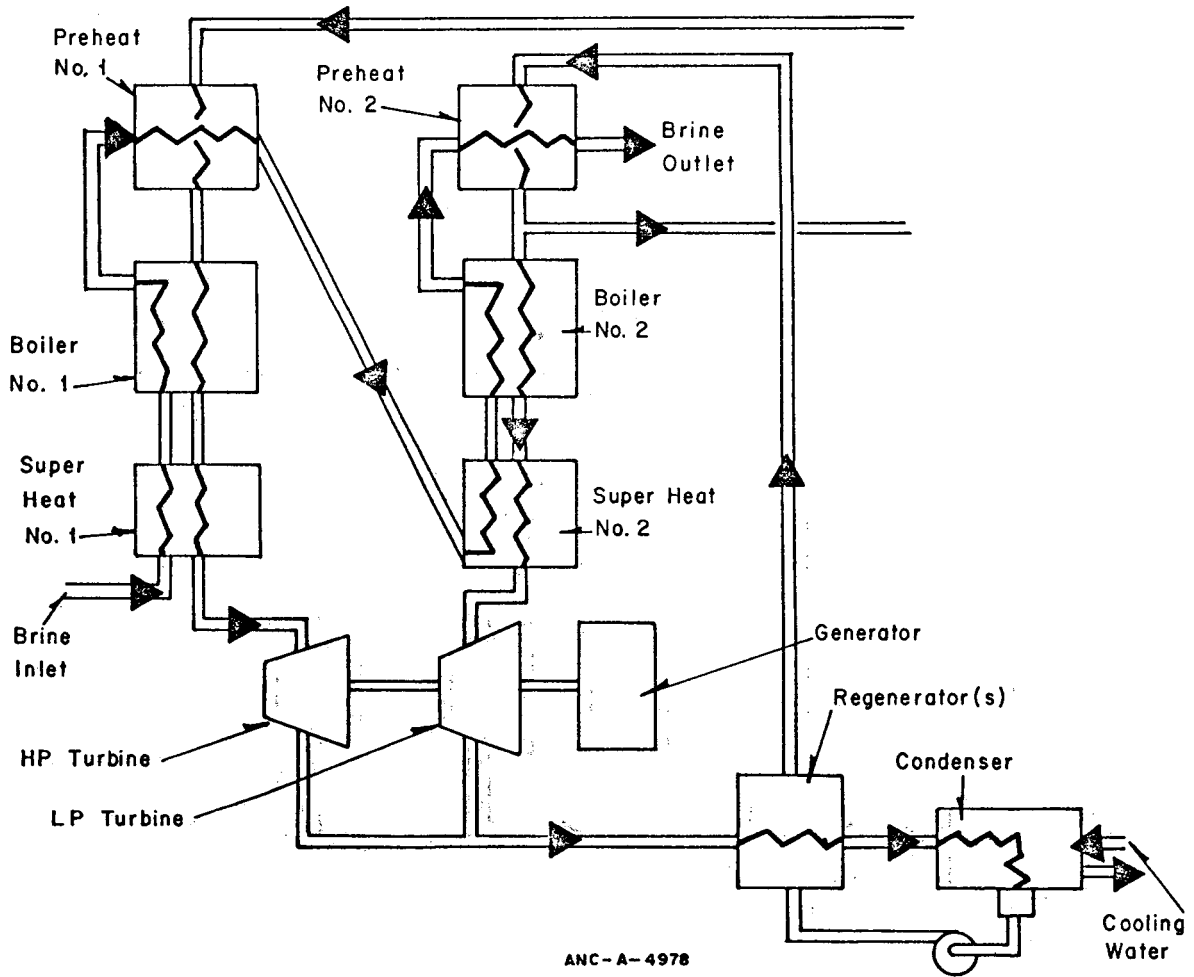 Preheat
No. 1
Preheat
No. 2
Brine
Outlet
Boiler
No. 1
Boiler
No. 2
Super
Heat
No. 1
Super Heat
No. 2
Brine
Inlet
Generator
Regenerator(s)
HP Turbine
Condenser
LP Turbine
Cooling
Water
ANC-A-4978